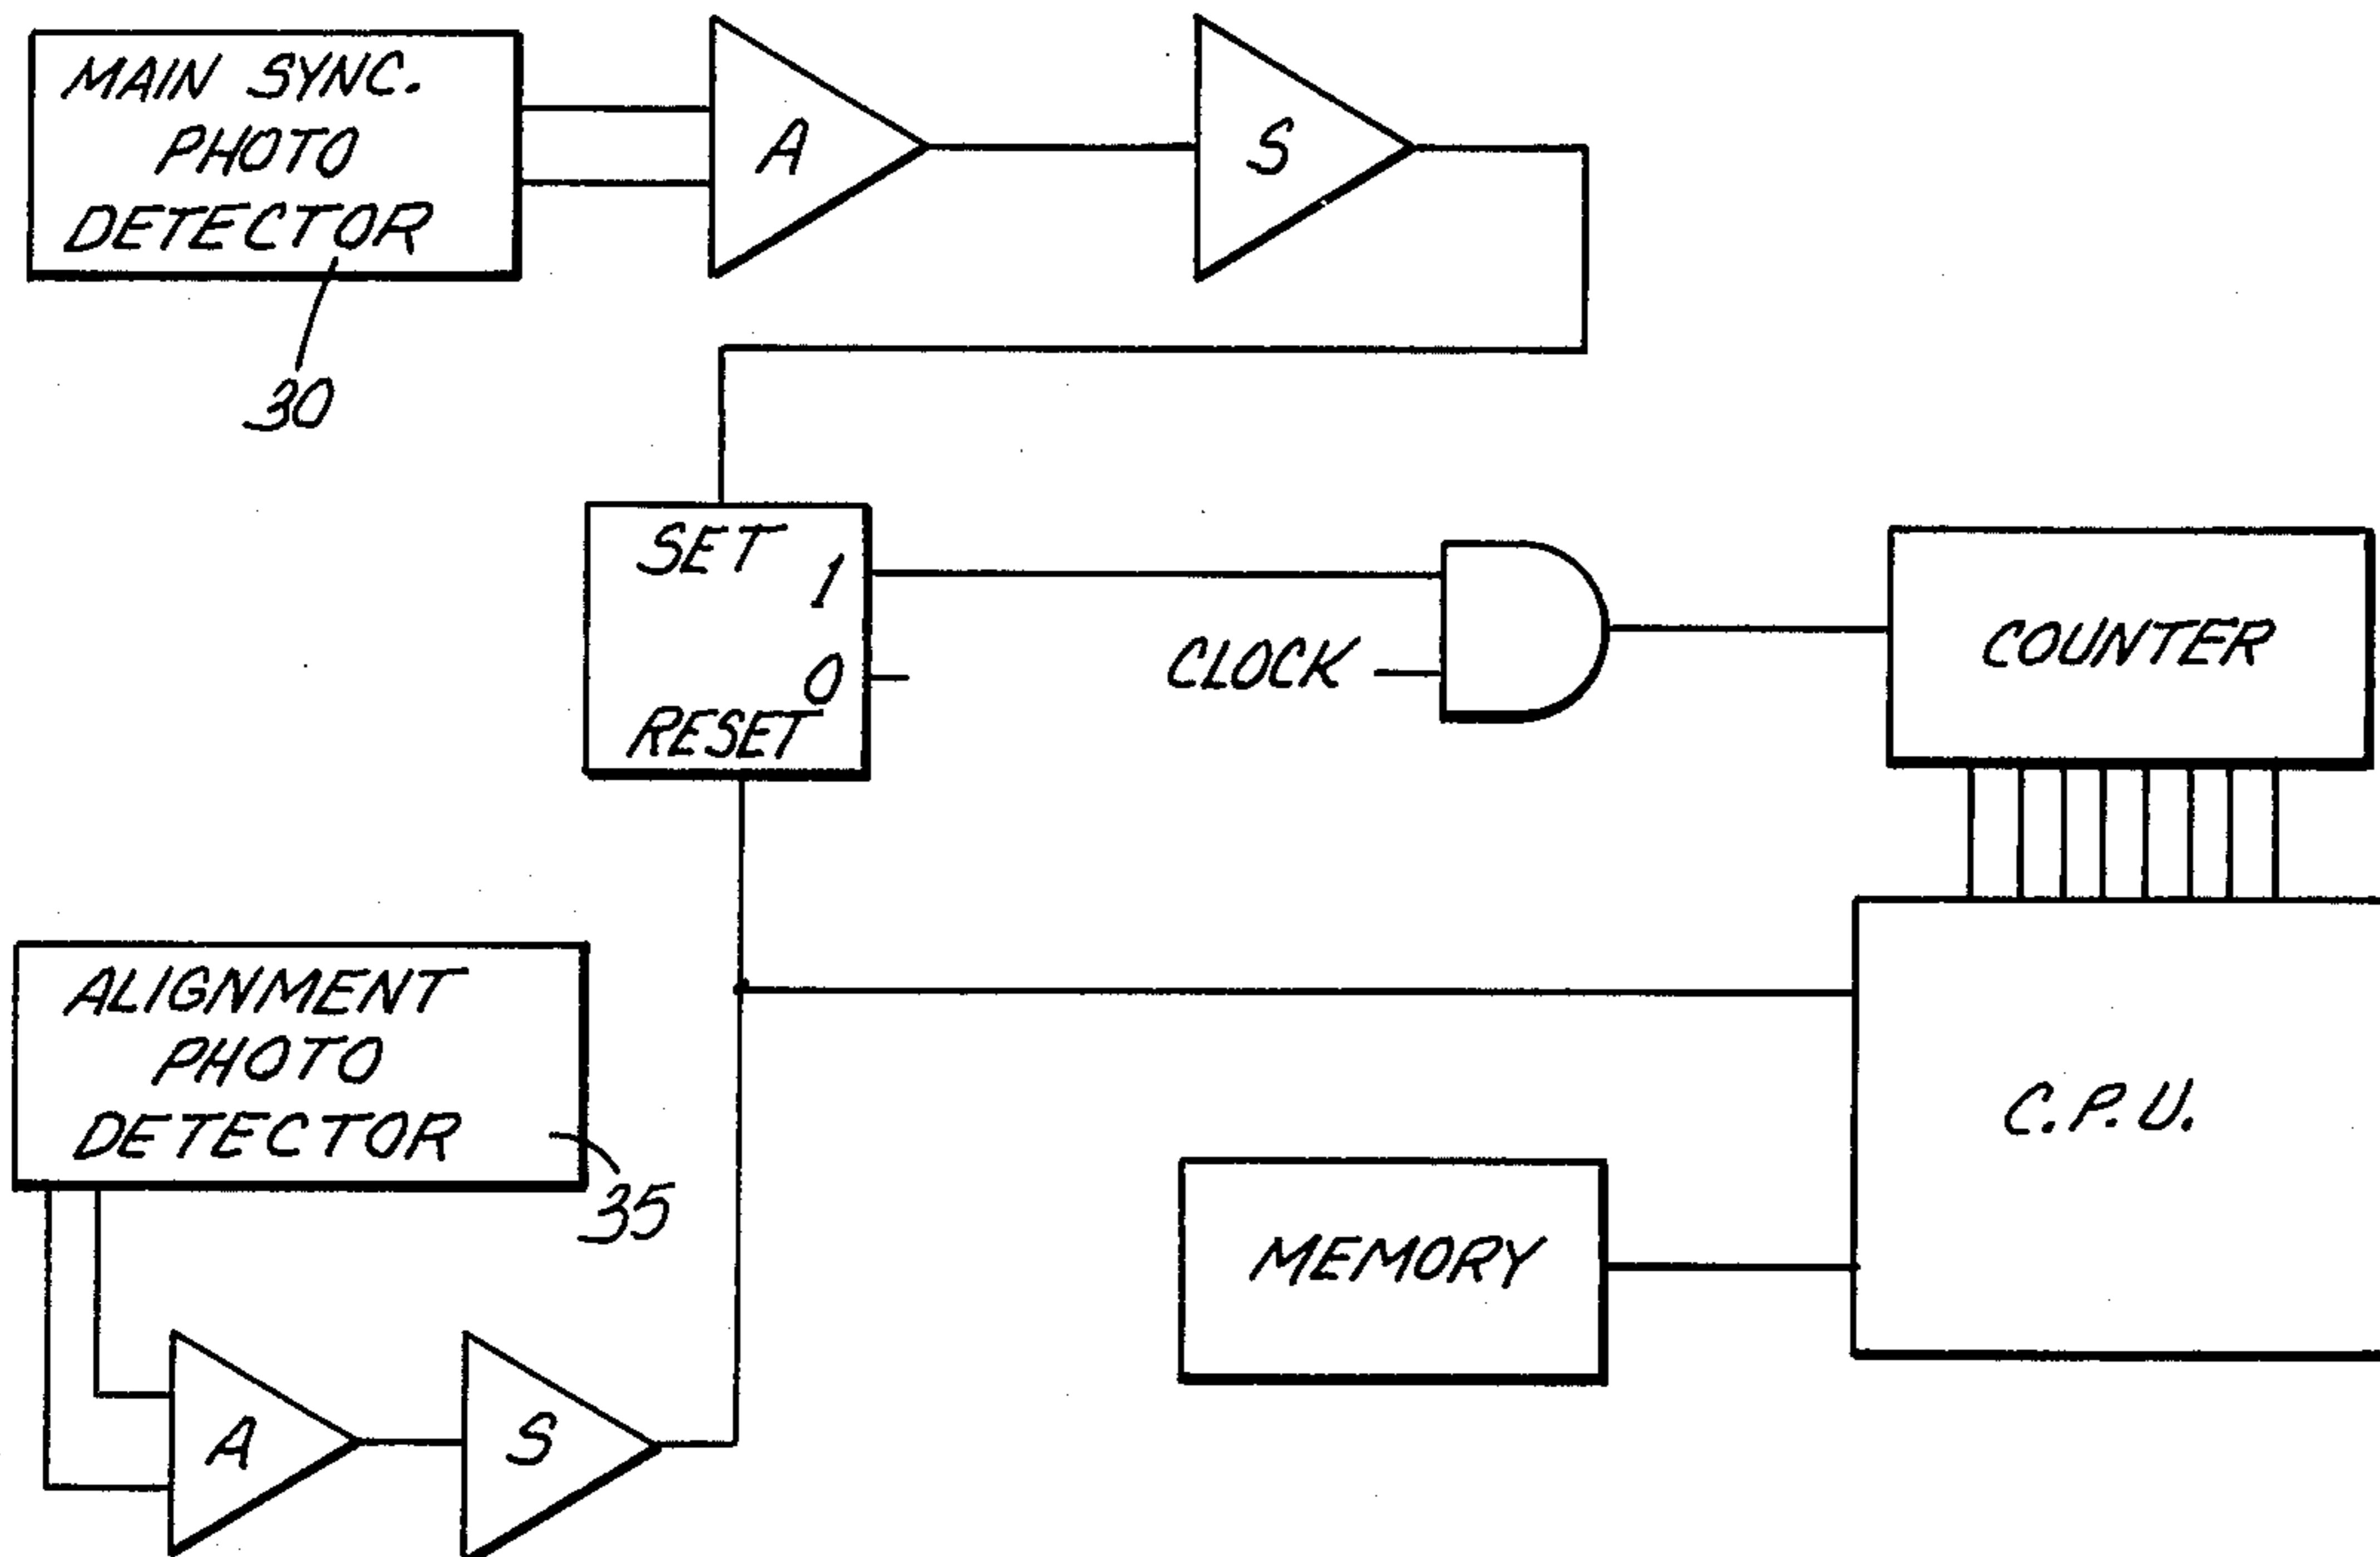 MAIN SYNC.
PHOTO
DETECTOR
A
S
30
SET
1
0
RESET
CLOCK
COUNTER
ALIGNMENT
PHOTO
DETECTOR
35
C.P.U.
MEMORY
A
S